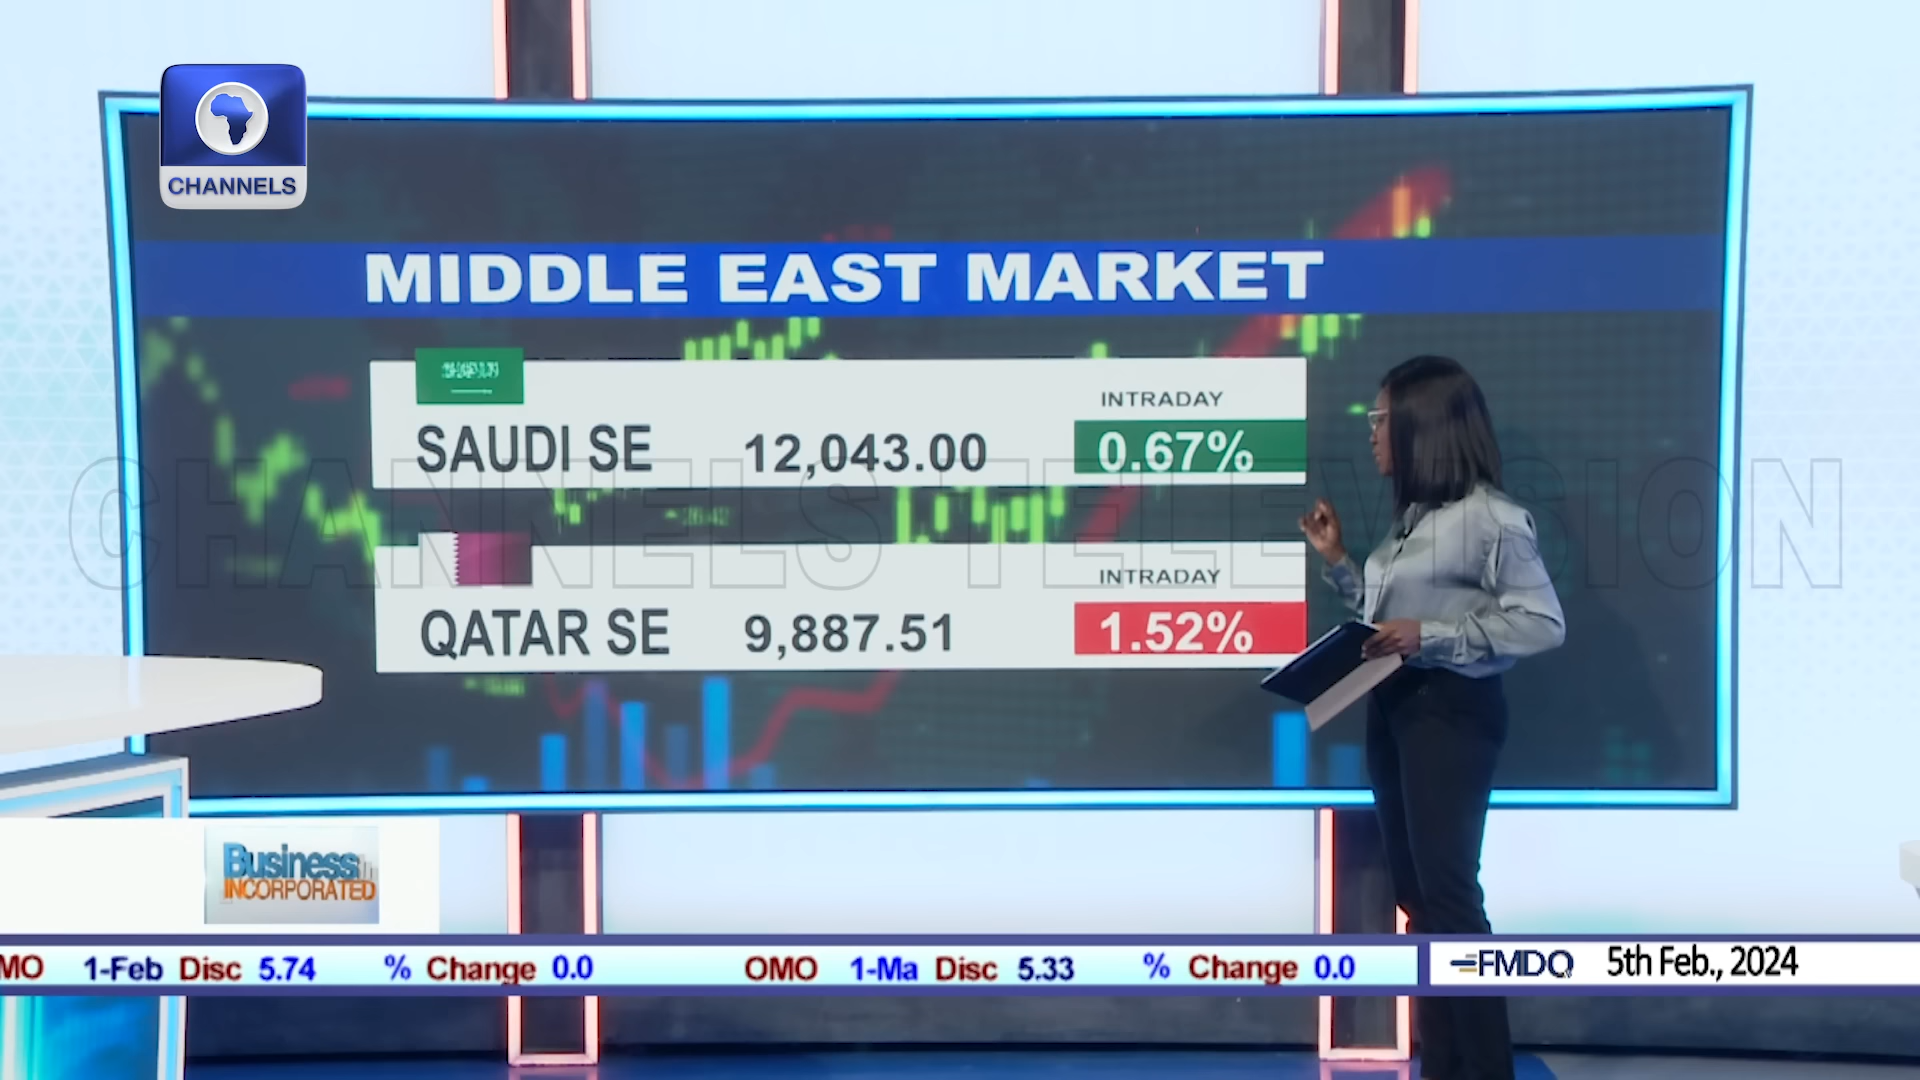 CHANNELS
MIDDLE EAST MARKET
INTRADAY
SAUDI SE 12,043.00 0.67%
CHANNELS TELEVISION
INTRADAY
QATAR SE 9,887.51 1.52%
Business
INCORPORATED
MO 1-Feb Disc 5.74 % Change 0.0 OMO 1-Ma Disc 5.33 % Change 0.0 FMDQ 5th Feb., 2024